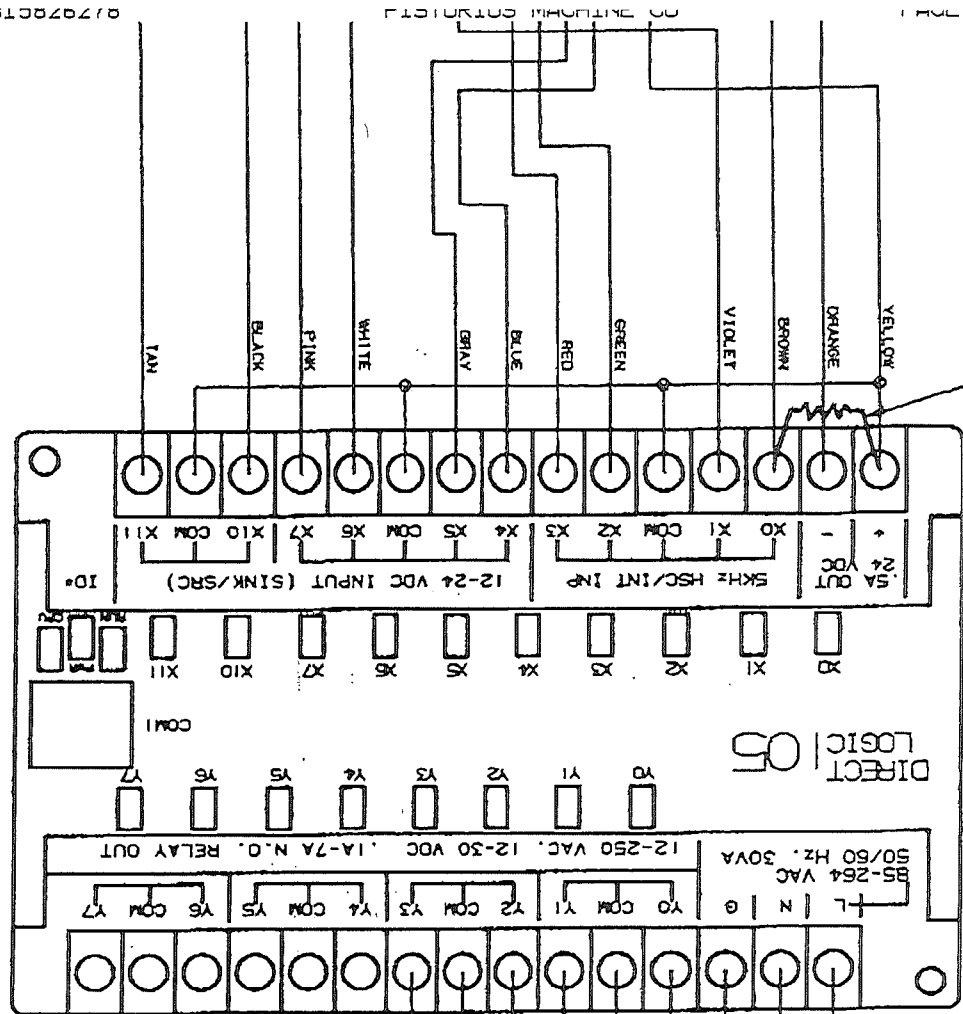 PISTORIUS MACHINE CO
TAN
BLACK
PINK
WHITE
GRAY
BLUE
RED
GREEN
VIOLET
BROWN
ORANGE
YELLOW
X11 COM X10 X7 X6 COM X5 X4 X3 X2 COM X1 X0 - +
12-24 VDC INPUT (SINK/SRC)
5KHz HSC/INT INP
.5A OUT
24 VDC
CPU
RUN
X11 X10 X7 X6 X5 X4 X3 X2 X1 X0
COM1
DIRECT
LOGIC 05
Y7 Y6 Y5 Y4 Y3 Y2 Y1 Y0
12-250 VAC. 12-30 VDC .1A-7A N.O. RELAY OUT
85-264 VAC
50/60 Hz. 30VA
Y7 COM Y6 Y5 COM Y4 Y3 COM Y2 Y1 COM Y0 G N L